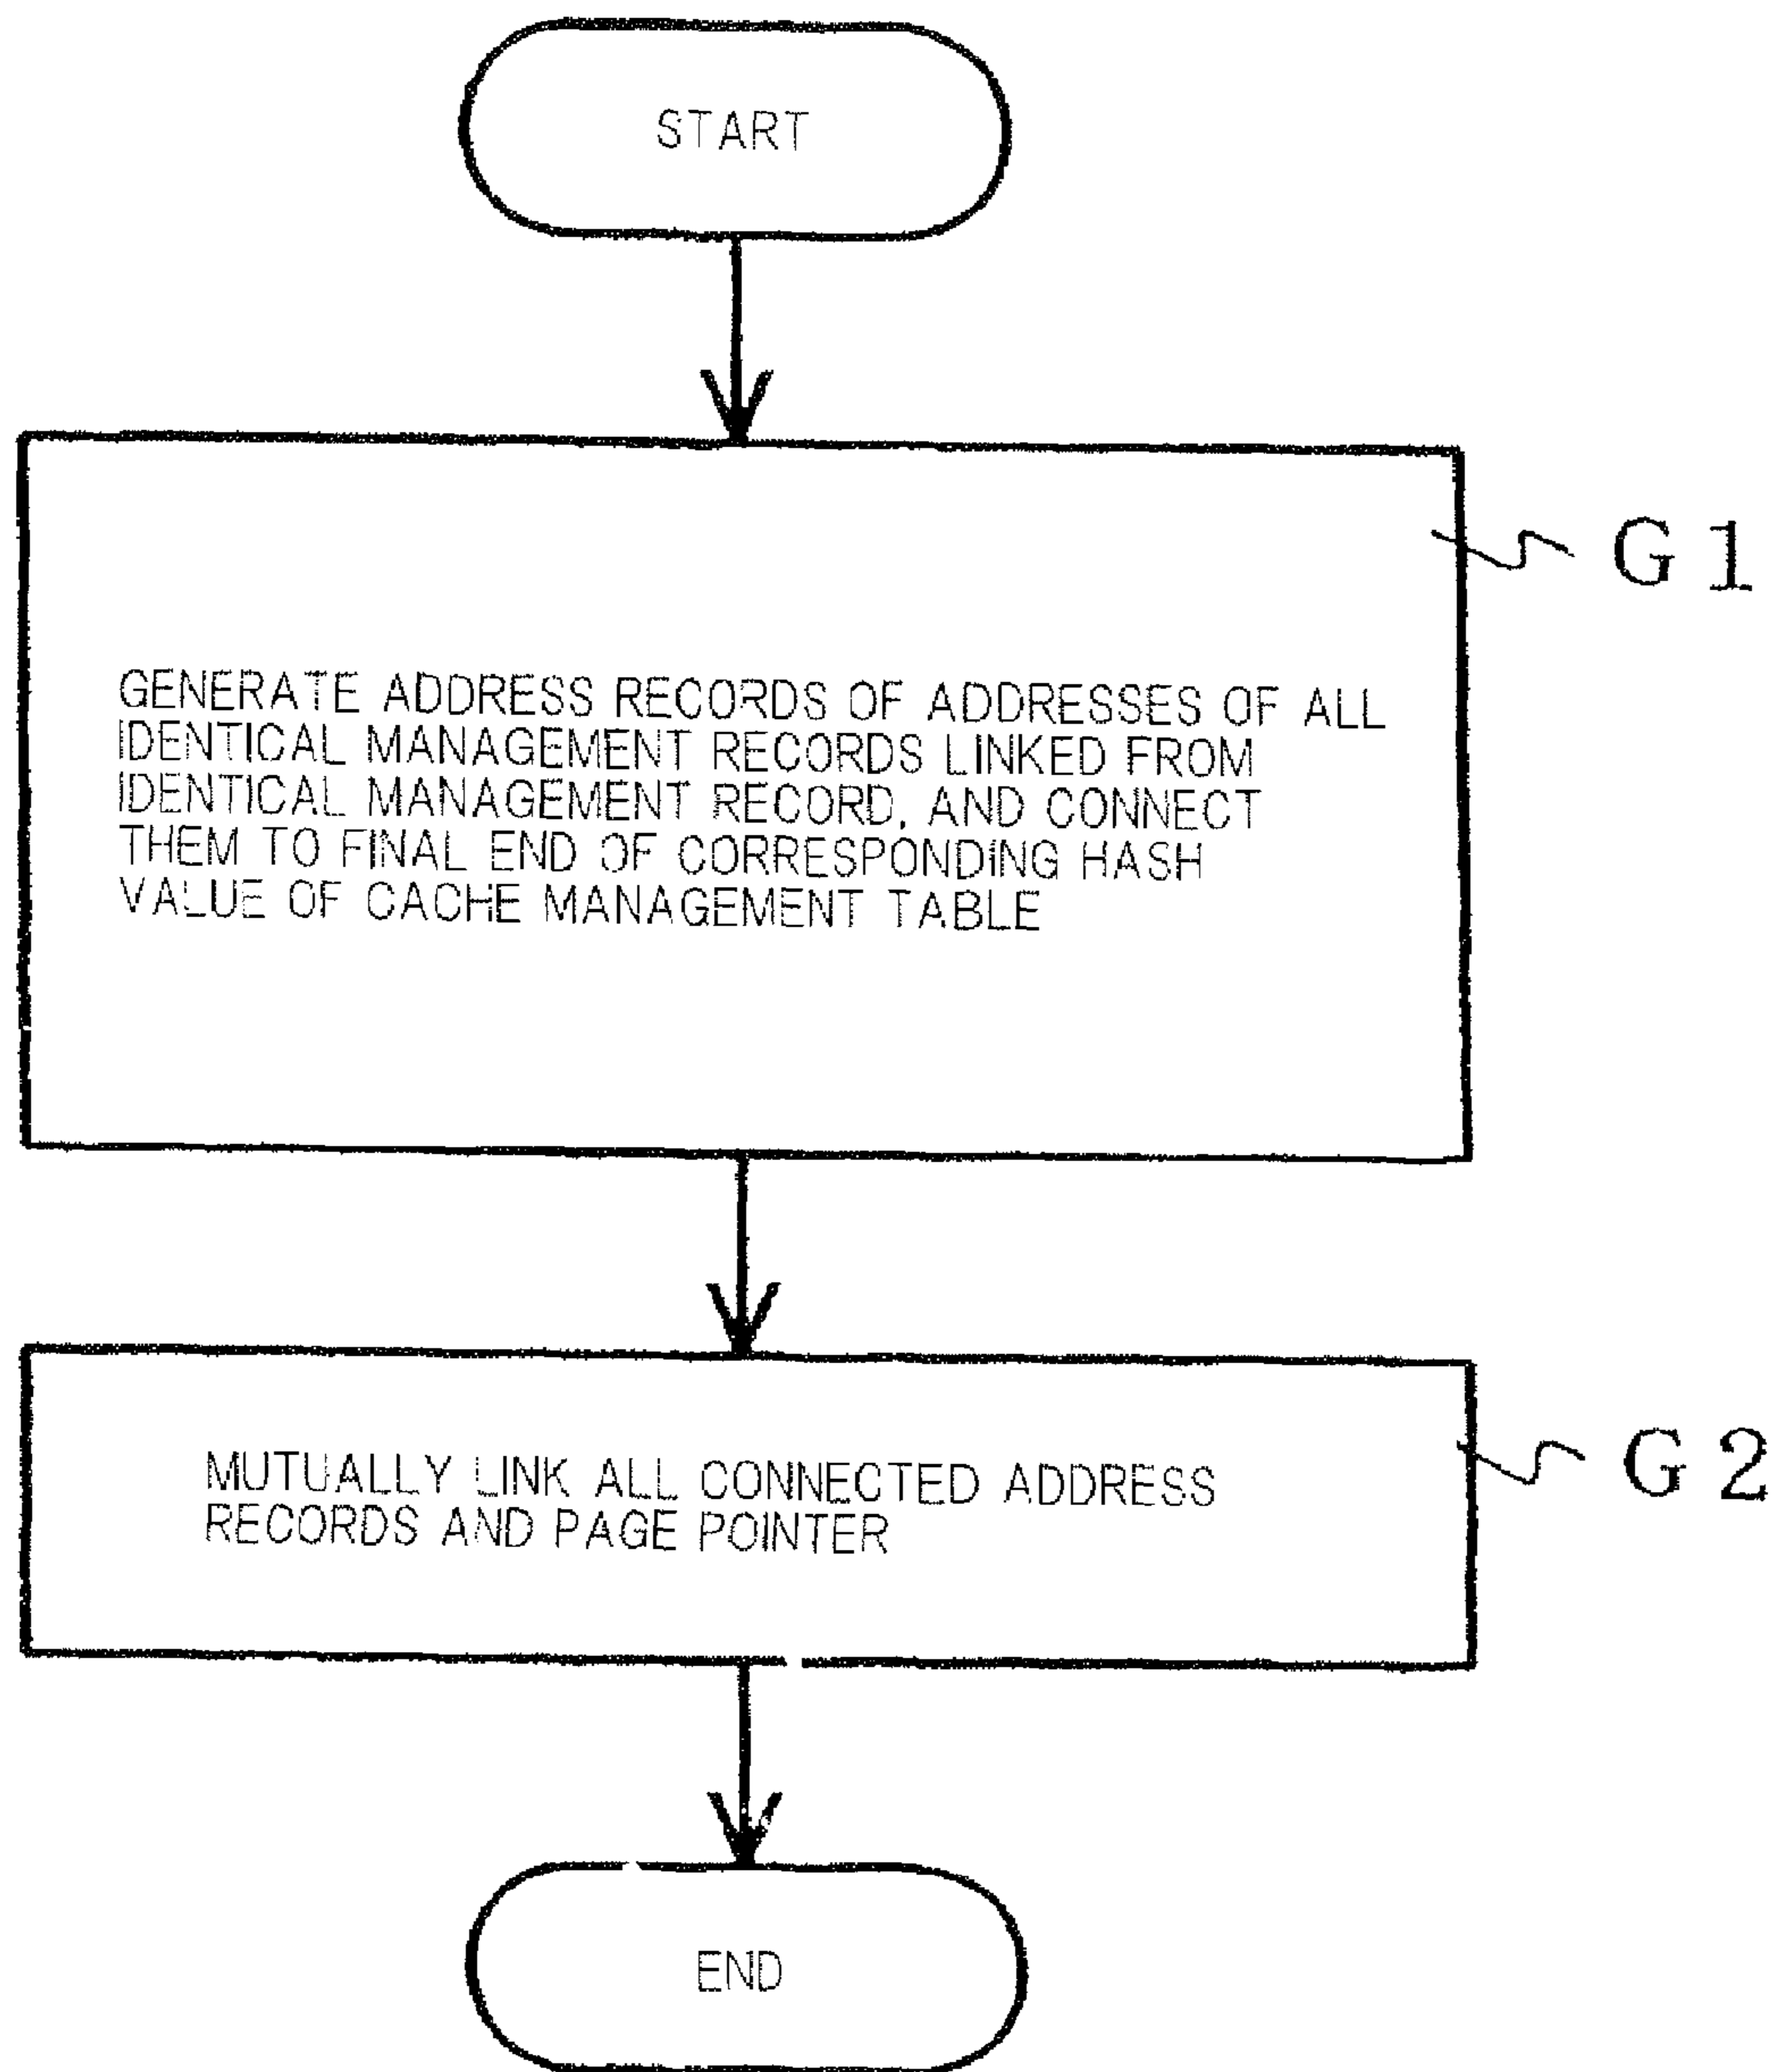 START
G 1
GENERATE ADDRESS RECORDS OF ADDRESSES OF ALL
IDENTICAL MANAGEMENT RECORDS LINKED FROM
IDENTICAL MANAGEMENT RECORD, AND CONNECT
THEM TO FINAL END OF CORRESPONDING HASH
VALUE OF CACHE MANAGEMENT TABLE
G 2
MUTUALLY LINK ALL CONNECTED ADDRESS
RECORDS AND PAGE POINTER
END